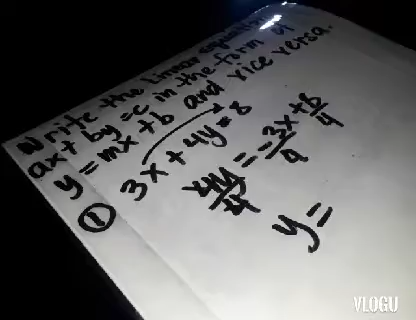 Write the linear equation
ax + by = c in the form of
y = mx + b and vice versa.
① 3x + 4y = 8
4y/4 = -3x + 8/4
y =
VLOGU